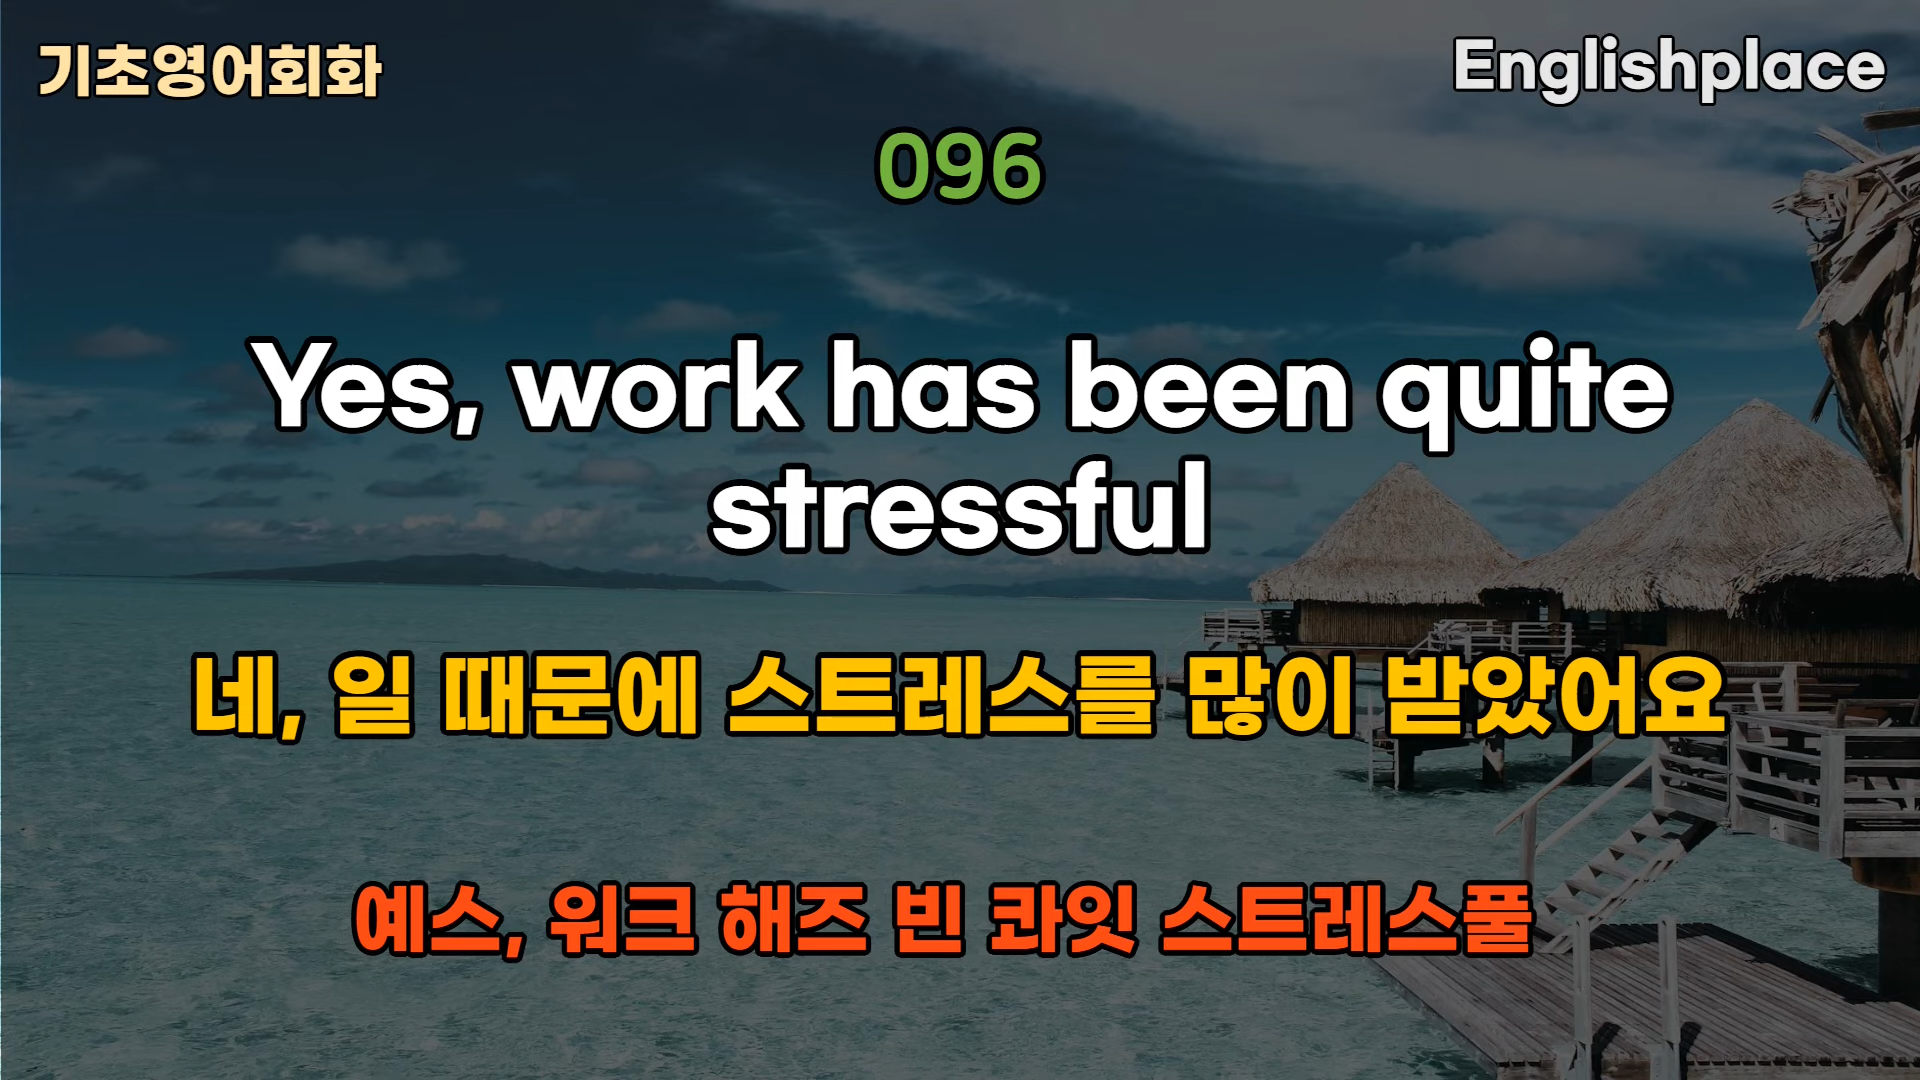 기초영어회화
Englishplace
096
Yes, work has been quite
stressful
네, 일 때문에 스트레스를 많이 받았어요
예스, 워크 해즈 빈 콰잇 스트레스풀